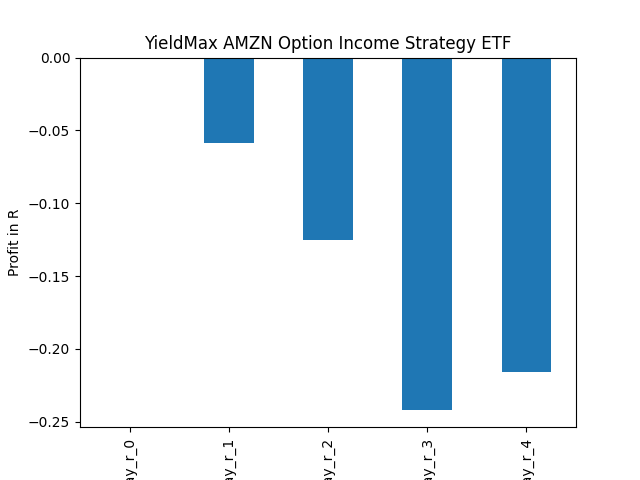 YieldMax AMZN Option Income Strategy ETF
Profit in R
0.00
−0.05
−0.10
−0.15
−0.20
−0.25
ay_r_0
ay_r_1
ay_r_2
ay_r_3
ay_r_4